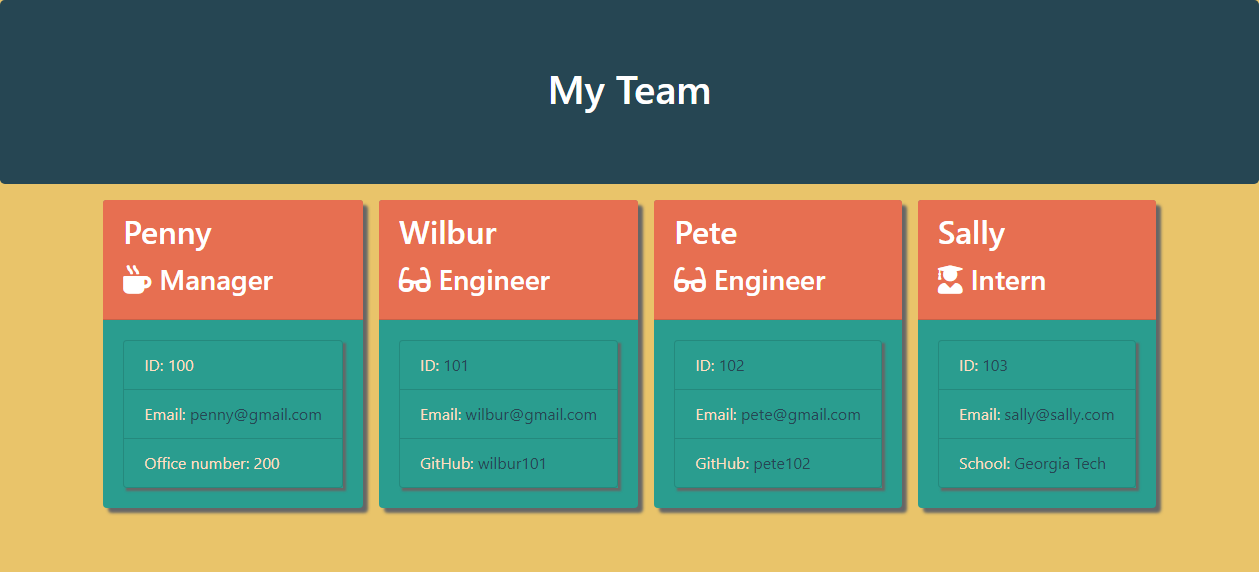 My Team
Penny
Manager
ID: 100
Email: penny@gmail.com
Office number: 200
Wilbur
Engineer
ID: 101
Email: wilbur@gmail.com
GitHub: wilbur101
Pete
Engineer
ID: 102
Email: pete@gmail.com
GitHub: pete102
Sally
Intern
ID: 103
Email: sally@sally.com
School: Georgia Tech